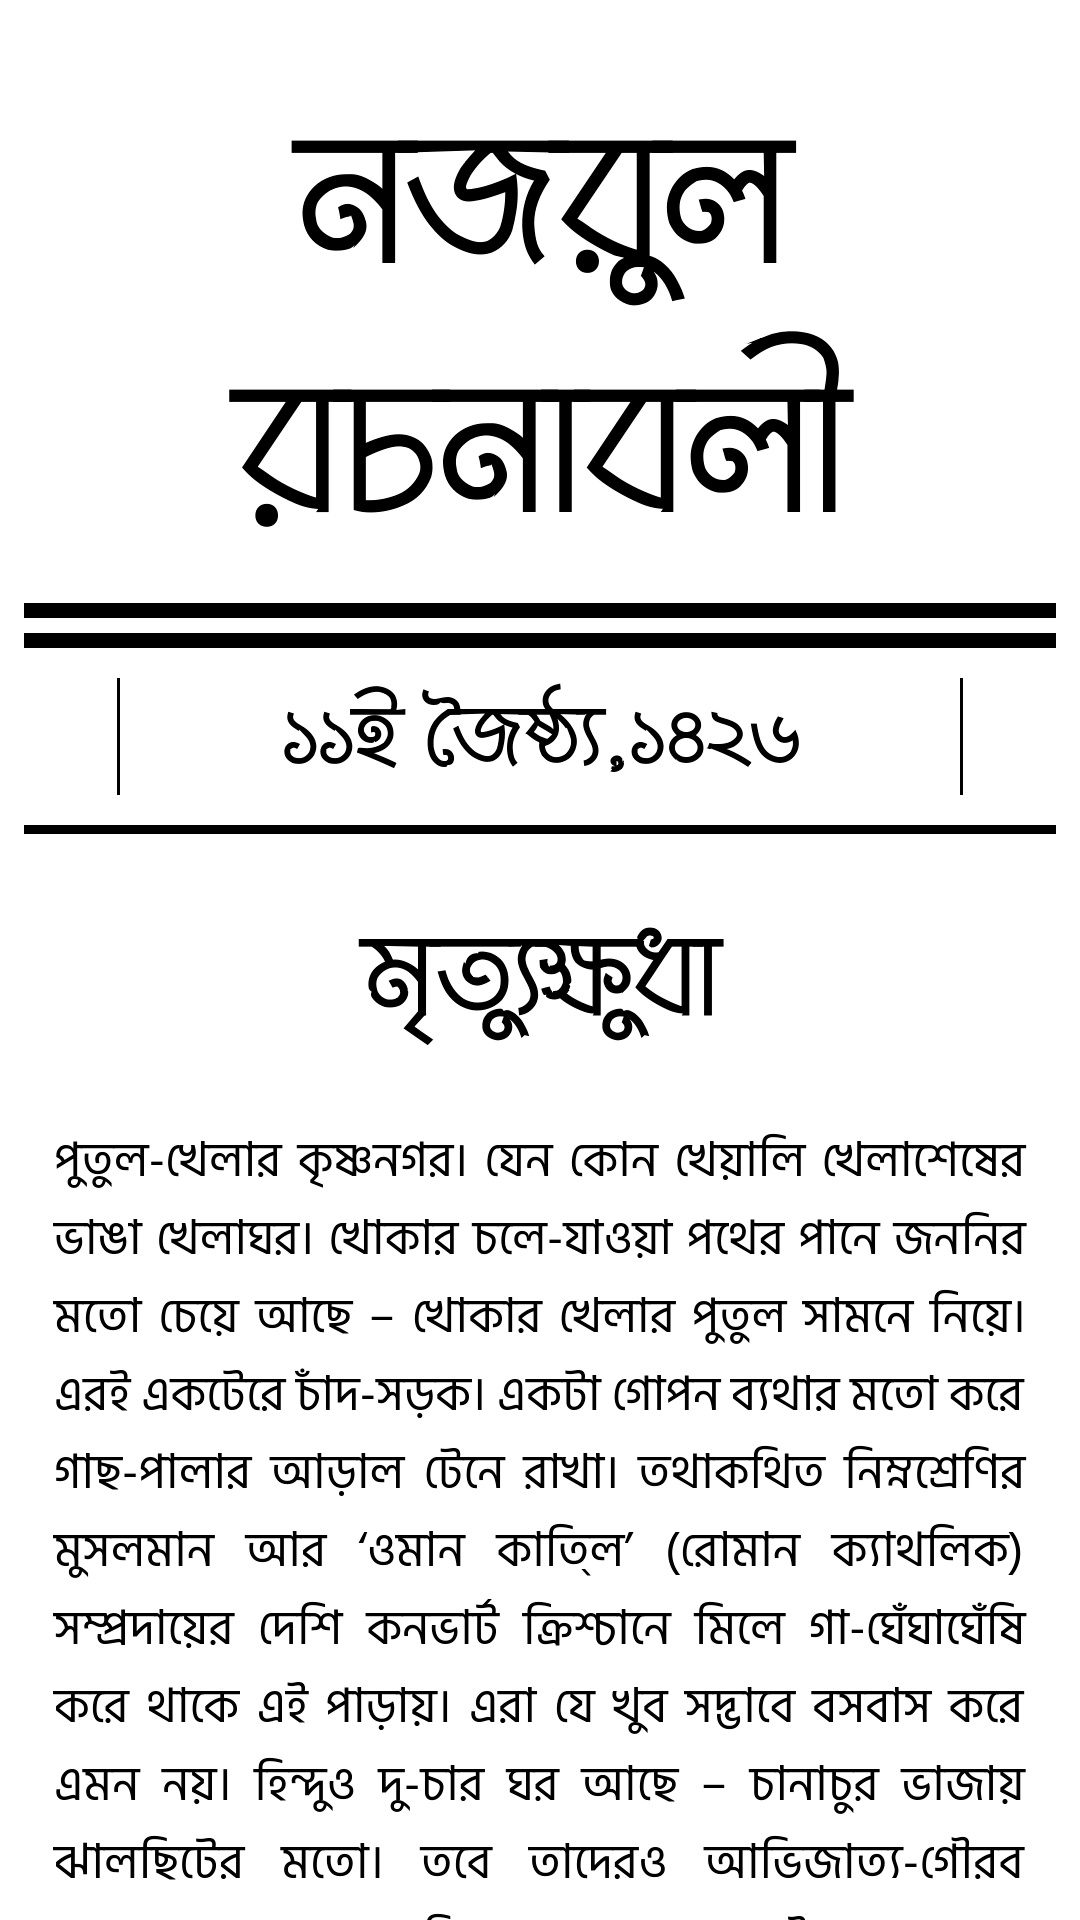 নজরুল
রচনাবলী
১১ই জৈষ্ঠ্য,১৪২৬
মৃত্যুক্ষুধা
পুতুল-খেলার কৃষ্ণনগর। যেন কোন খেয়ালি খেলাশেষের
ভাঙা খেলাঘর। খোকার চলে-যাওয়া পথের পানে জননির
মতো চেয়ে আছে – খোকার খেলার পুতুল সামনে নিয়ে।
এরই একটেরে চাঁদ-সড়ক। একটা গোপন ব্যথার মতো করে
গাছ-পালার আড়াল টেনে রাখা। তথাকথিত নিম্নশ্রেণির
মুসলমান আর ‘ওমান কাত্‌লি’ (রোমান ক্যাথলিক)
সম্প্রদায়ের দেশি কনভার্ট ক্রিশ্চানে মিলে গা-ঘেঁঘাঘেঁষি
করে থাকে এই পাড়ায়। এরা যে খুব সদ্ভাবে বসবাস করে
এমন নয়। হিন্দুও দু-চার ঘর আছে – চানাচুর ভাজায়
ঝালছিটের মতো। তবে তাদেরও আভিজাত্য-গৌরব